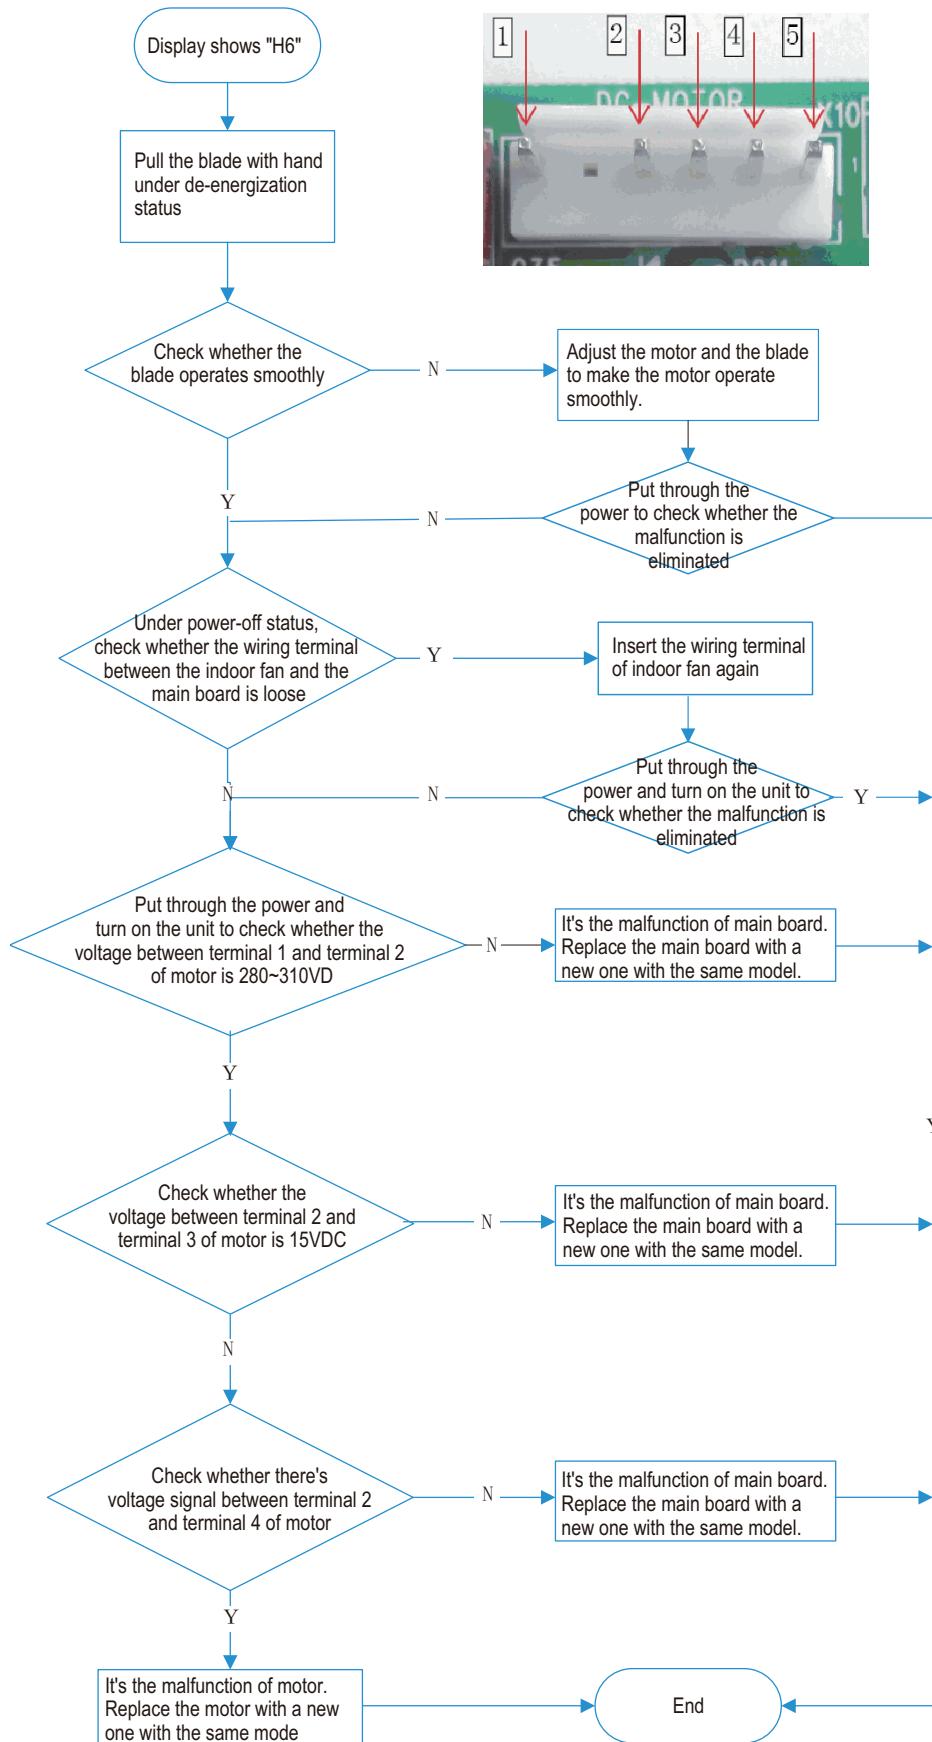 Display shows "H6"
1 2 3 4 5
DC MOTOR
Pull the blade with hand
under de-energization
status
Check whether the
blade operates smoothly
N
Adjust the motor and the blade
to make the motor operate
smoothly.
Y
Put through the
power to check whether the
malfunction is
eliminated
N
Under power-off status,
check whether the wiring terminal
between the indoor fan and the
main board is loose
Y
Insert the wiring terminal
of indoor fan again
N
Put through the
power and turn on the unit to
check whether the malfunction is
eliminated
N
Y
Put through the power and
turn on the unit to check whether the
voltage between terminal 1 and terminal 2
of motor is 280~310VD
N
It's the malfunction of main board.
Replace the main board with a
new one with the same model.
Y
Y
Check whether the
voltage between terminal 2 and
terminal 3 of motor is 15VDC
N
It's the malfunction of main board.
Replace the main board with a
new one with the same model.
N
Check whether there's
voltage signal between terminal 2
and terminal 4 of motor
N
It's the malfunction of main board.
Replace the main board with a
new one with the same model.
Y
It's the malfunction of motor.
Replace the motor with a new
one with the same mode
End